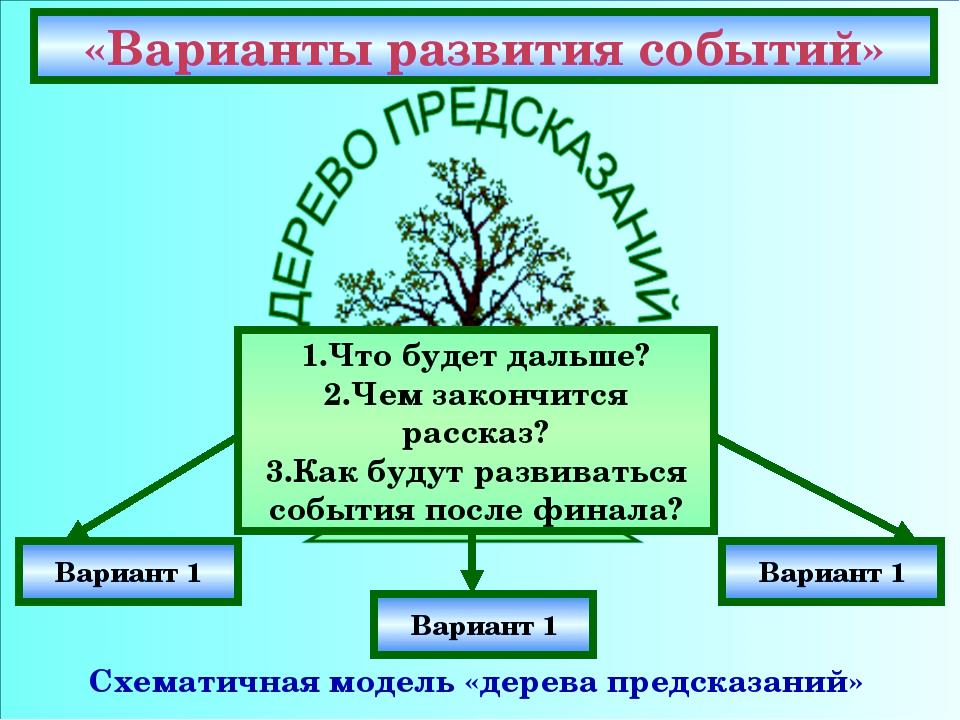 «Варианты развития событий»
ДЕРЕВО ПРЕДСКАЗАНИЙ
1.Что будет дальше?
2.Чем закончится
рассказ?
3.Как будут развиваться
события после финала?
Вариант 1
Вариант 1
Вариант 1
Схематичная модель «дерева предсказаний»